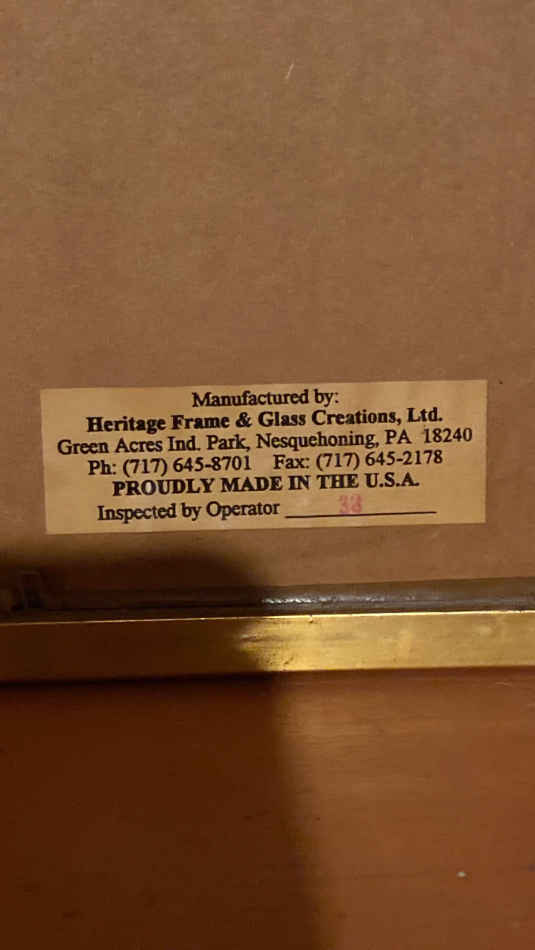 Manufactured by:
Heritage Frame & Glass Creations, Ltd.
Green Acres Ind. Park, Nesquehoning, PA 18240
Ph: (717) 645-8701 Fax: (717) 645-2178
PROUDLY MADE IN THE U.S.A.
Inspected by Operator 33